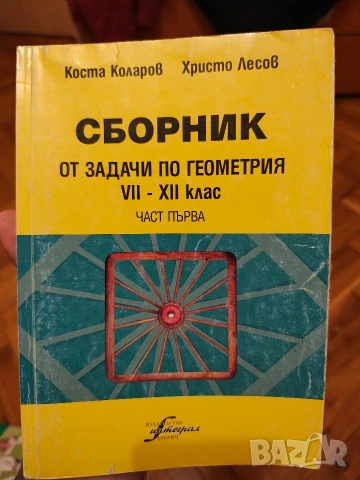 Коста Коларов Христо Лесов
СБОРНИК
ОТ ЗАДАЧИ ПО ГЕОМЕТРИЯ
VII - XII клас
ЧАСТ ПЪРВА
интеграл
BAZAR